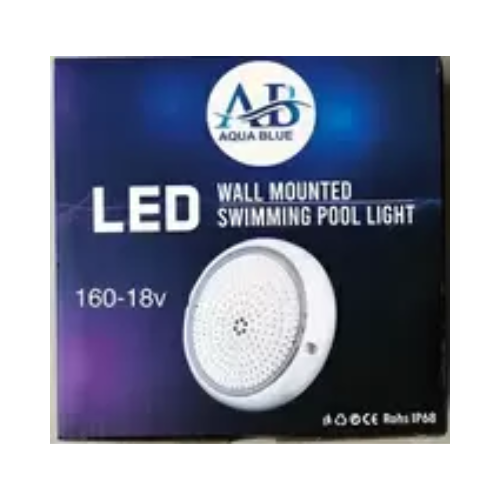 AB
AQUA BLUE
LED
WALL MOUNTED
SWIMMING POOL LIGHT
160-18v
CE Rohs IP68